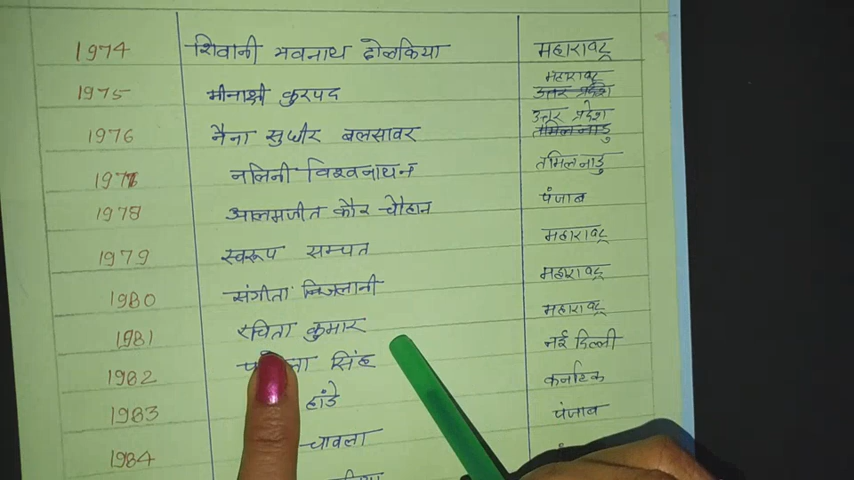 1974 शिवानी भवनाथ ढोलकिया महाराष्ट्र
1975 मीनाक्षी कुरपद महाराष्ट्र
उत्तर प्रदेश
1976 नैना सुधीर बलसावर उत्तर प्रदेश
तमिलनाडु
1977 नलिनी विश्वनाथन तमिलनाडु
1978 आलमजीत कौर चौहान पंजाब
1979 स्वरूप सम्पत महाराष्ट्र
1980 संगीता बिजलानी महाराष्ट्र
1981 रचिता कुमार महाराष्ट्र
1982 सिंह नई दिल्ली
1983 हांडे कर्नाटक
1984 चावला पंजाब